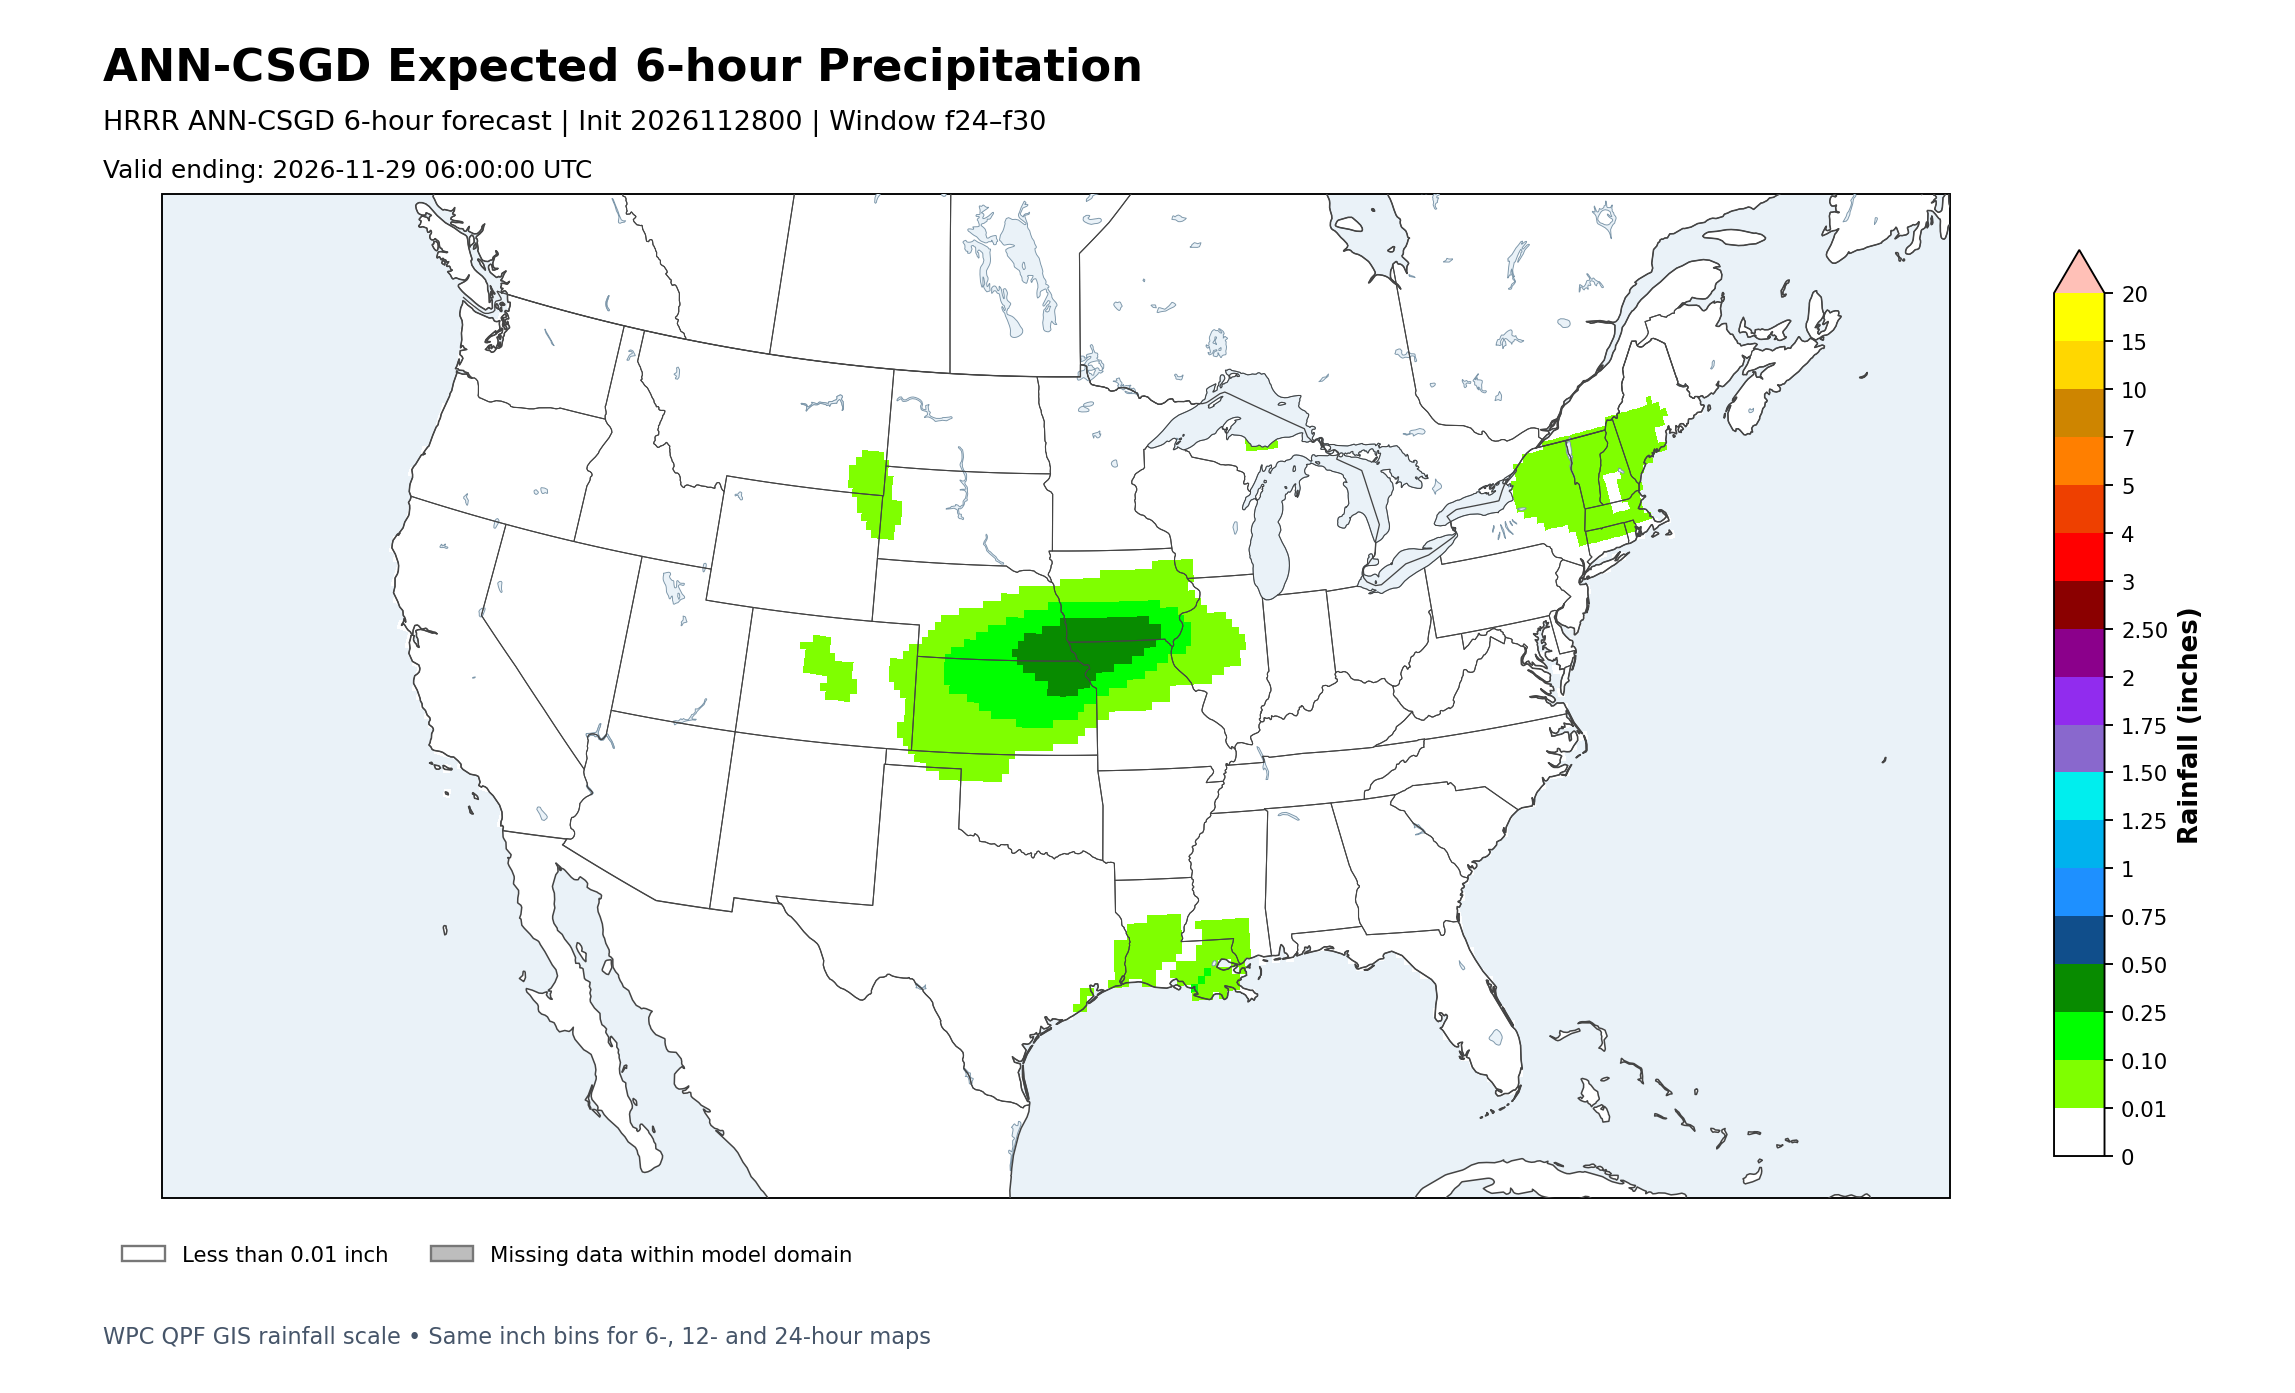 ANN-CSGD Expected 6-hour Precipitation
HRRR ANN-CSGD 6-hour forecast | Init 2026112800 | Window f24–f30
Valid ending: 2026-11-29 06:00:00 UTC
20
15
10
7
5
4
3
2.50
2
1.75
1.50
1.25
1
0.75
0.50
0.25
0.10
0.01
0
Rainfall (inches)
Less than 0.01 inch
Missing data within model domain
WPC QPF GIS rainfall scale • Same inch bins for 6-, 12- and 24-hour maps